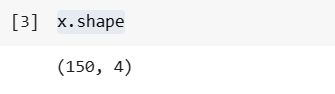 [3] x.shape
(150, 4)